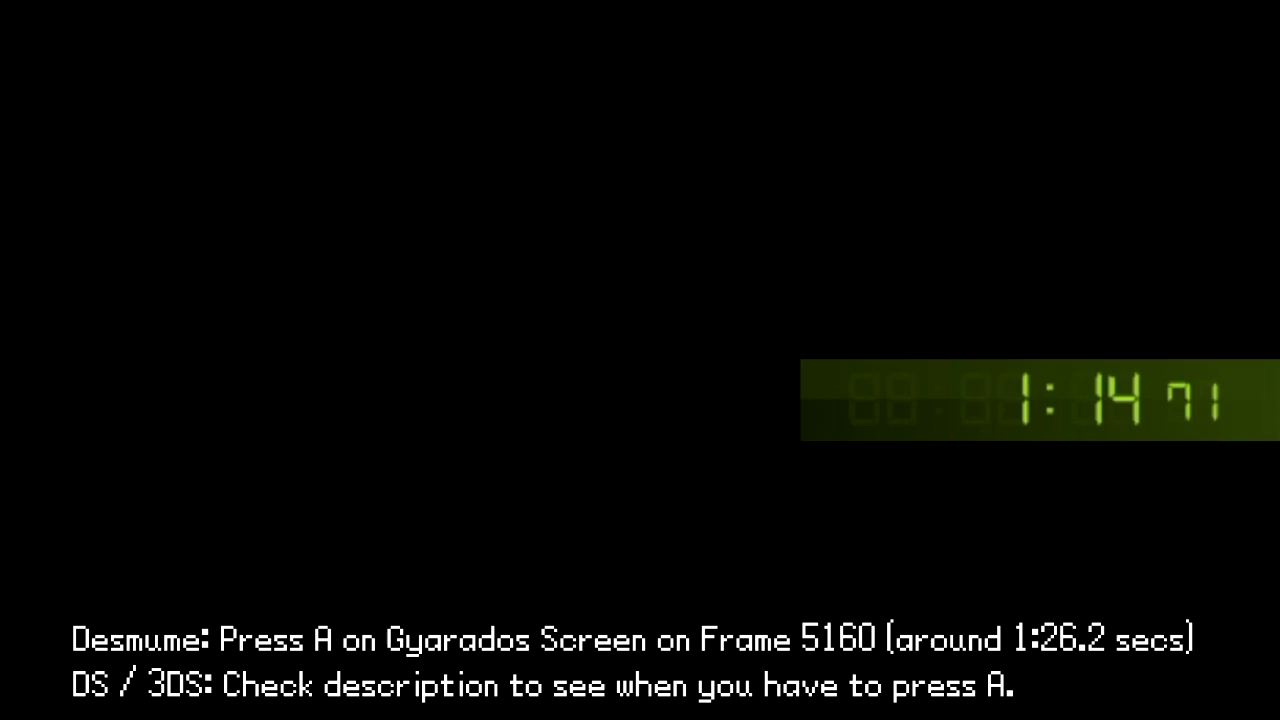 1:14 71
Desmume: Press A on Gyarados Screen on Frame 5160 (around 1:26.2 secs)
DS / 3DS: Check description to see when you have to press A.